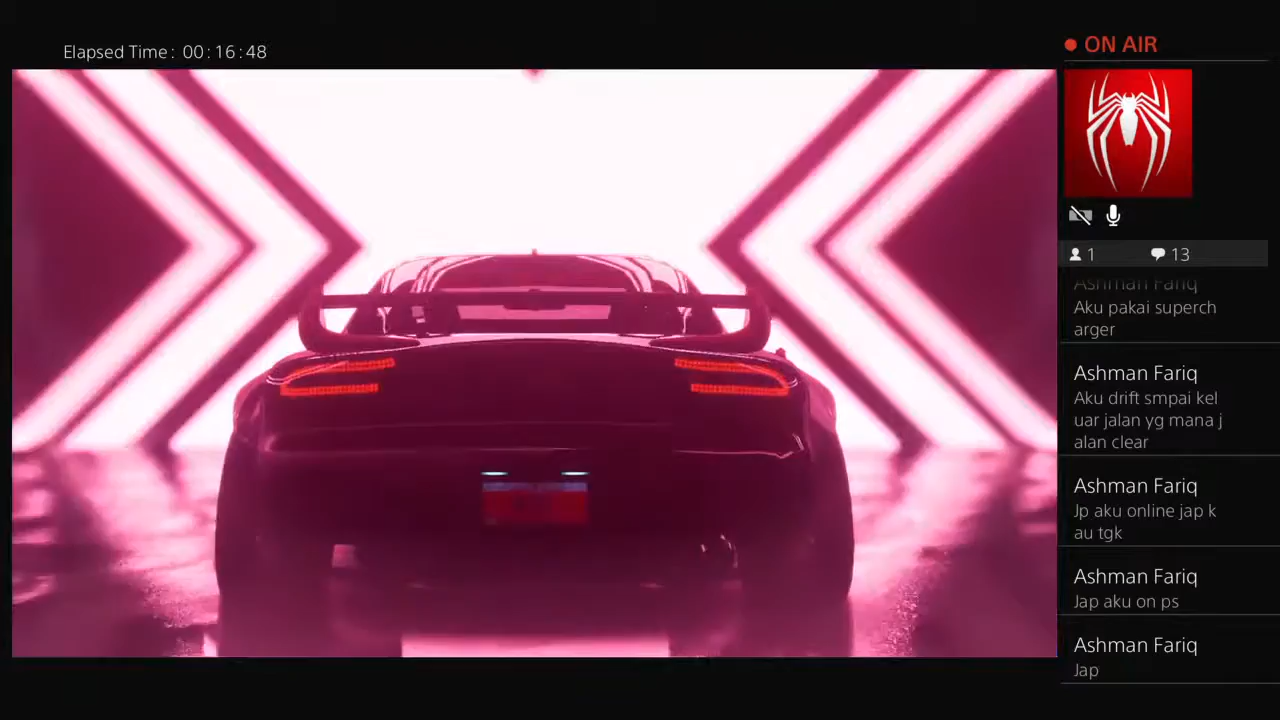 Elapsed Time: 00:16:48
ON AIR
1 13
Ashman Fariq
Aku pakai superch
arger
Ashman Fariq
Aku drift smpai kel
uar jalan yg mana j
alan clear
Ashman Fariq
Jp aku online jap k
au tgk
Ashman Fariq
Jap aku on ps
Ashman Fariq
Jap